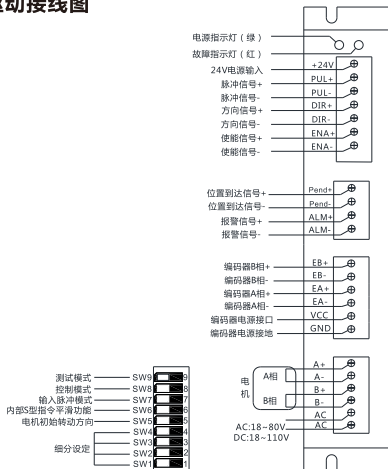 动接线图
电源指示灯（绿）
故障指示灯（红）
24V电源输入 +24V
脉冲信号+ PUL+
脉冲信号- PUL-
方向信号+ DIR+
方向信号- DIR-
使能信号+ ENA+
使能信号- ENA-
位置到达信号+ Pend+
位置到达信号- Pend-
报警信号+ ALM+
报警信号- ALM-
编码器B相+ EB+
编码器B相- EB-
编码器A相+ EA+
编码器A相- EA-
编码器电源接口 VCC
编码器电源接地 GND
电机
A相
B相
A+
A-
B+
B-
AC
AC
AC:18~80V
DC:18~110V
测试模式 SW9 9
控制模式 SW8 8
输入脉冲模式 SW7 7
内部S型指令平滑功能 SW6 6
电机初始转动方向 SW5 5
细分设定
SW4 4
SW3 3
SW2 2
SW1 1